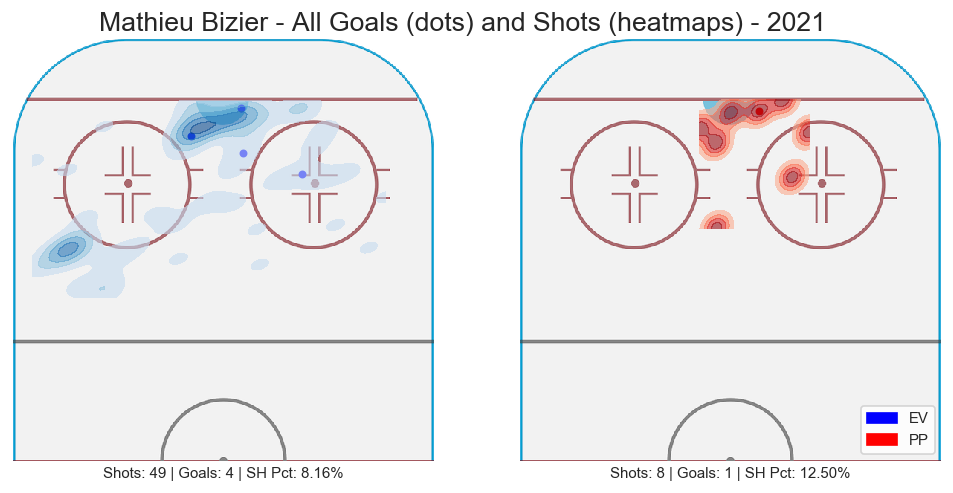 Mathieu Bizier - All Goals (dots) and Shots (heatmaps) - 2021
EV
PP
Shots: 49 | Goals: 4 | SH Pct: 8.16%
Shots: 8 | Goals: 1 | SH Pct: 12.50%